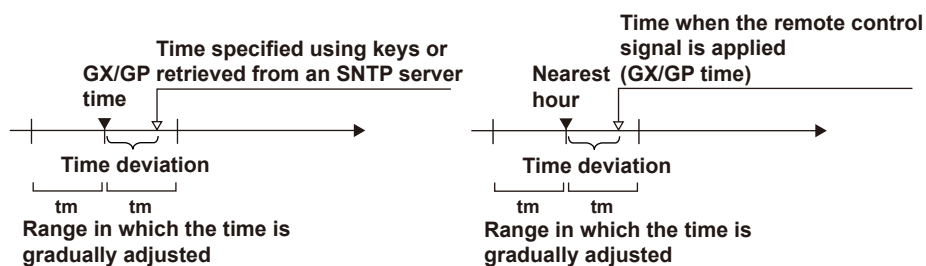 Time specified using keys or
GX/GP retrieved from an SNTP server
time
Time deviation
tm tm
Range in which the time is
gradually adjusted
Time when the remote control
signal is applied
Nearest (GX/GP time)
hour
Time deviation
tm tm
Range in which the time is
gradually adjusted